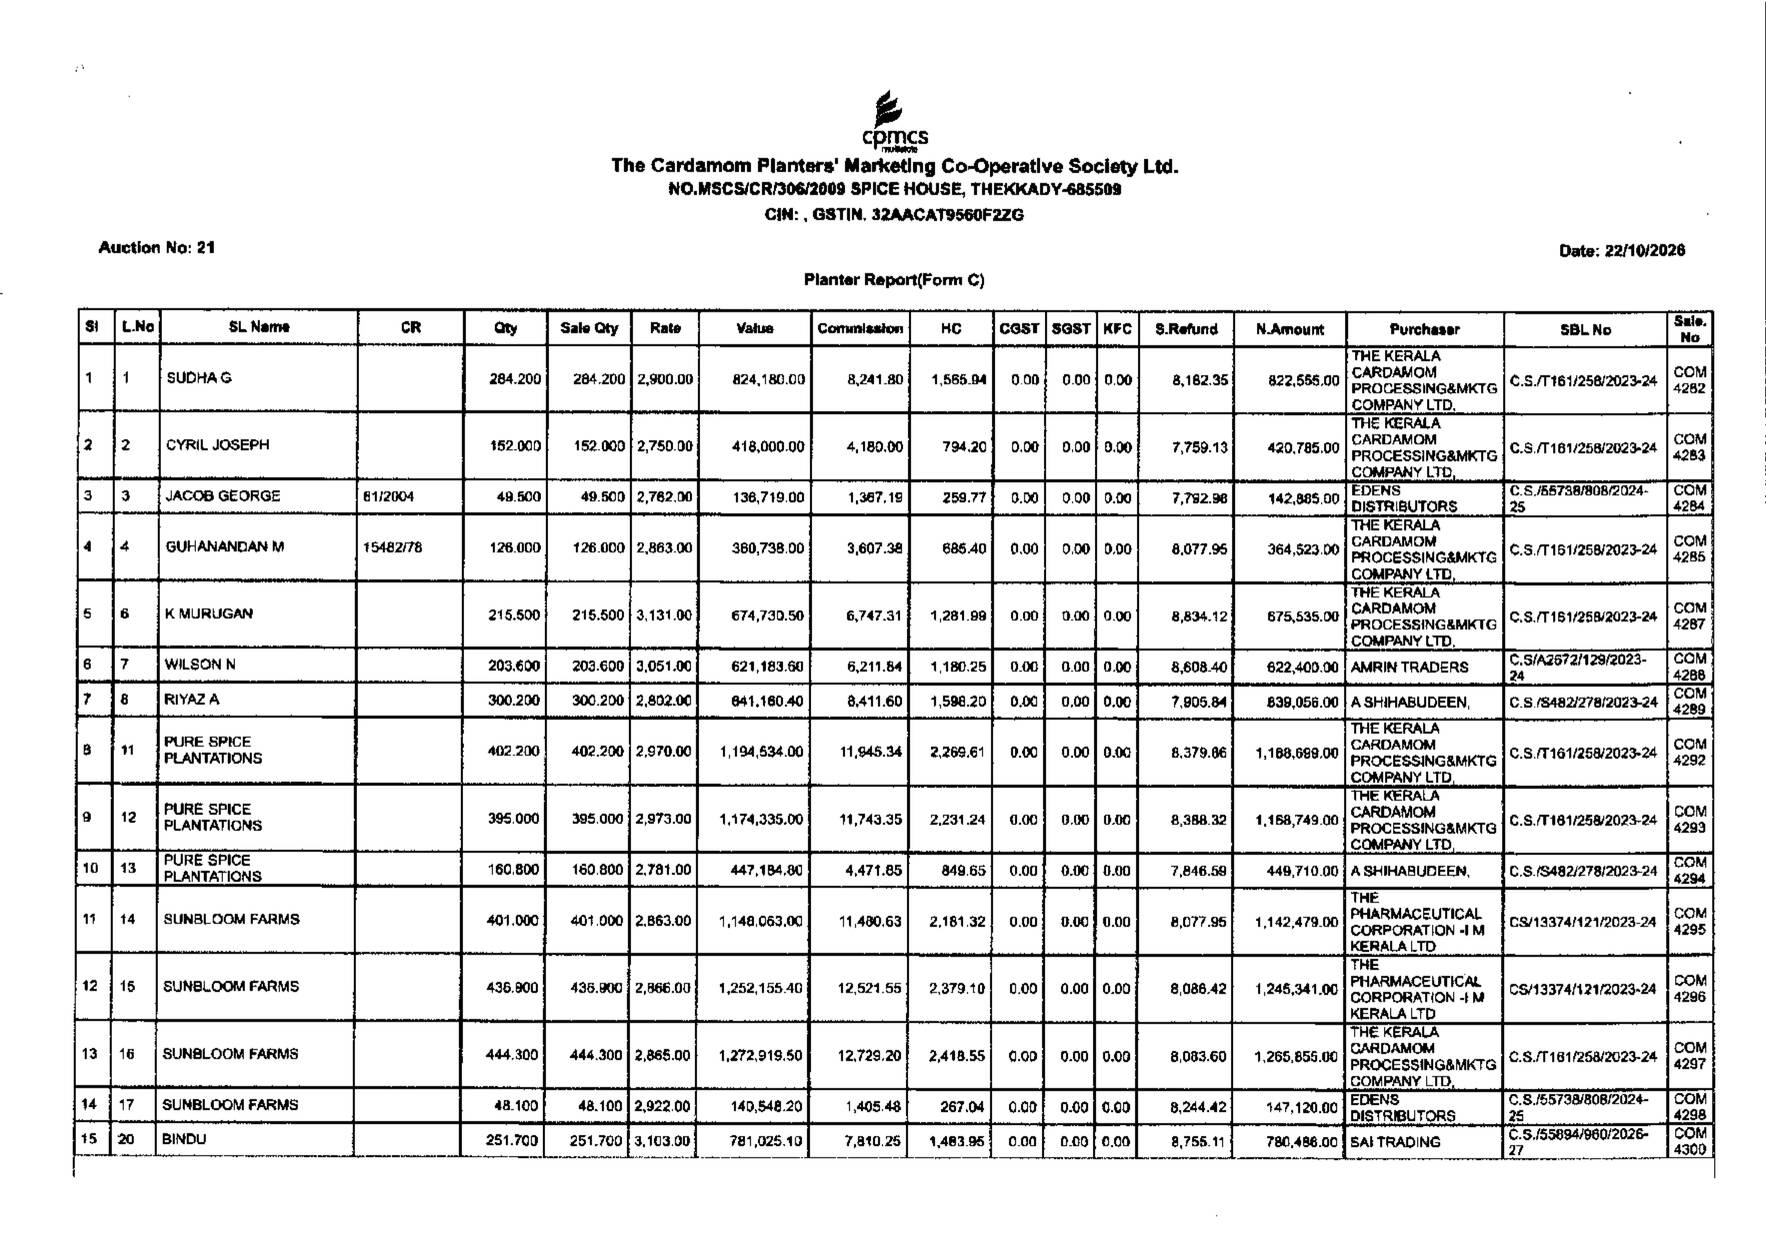 cpmcs
multistate
The Cardamom Planters' Marketing Co-Operative Society Ltd.
NO.MSCS/CR/306/2009 SPICE HOUSE, THEKKADY-685509
CIN: , GSTIN. 32AACAT9560F2ZG
Auction No: 21
Date: 22/10/2026
Planter Report(Form C)
Sl L.No SL Name CR Qty Sale Qty Rate Value Commission HC CGST SGST KFC S.Refund N.Amount Purchaser SBL No Sale. No
1 1 SUDHA G 284.200 284.200 2,900.00 824,180.00 8,241.80 1,565.94 0.00 0.00 0.00 8,182.35 822,555.00 THE KERALA CARDAMOM PROCESSING&MKTG COMPANY LTD, C.S./T161/258/2023-24 COM 4282
2 2 CYRIL JOSEPH 152.000 152.000 2,750.00 418,000.00 4,180.00 794.20 0.00 0.00 0.00 7,759.13 420,785.00 THE KERALA CARDAMOM PROCESSING&MKTG COMPANY LTD, C.S./T161/258/2023-24 COM 4283
3 3 JACOB GEORGE 81/2004 49.500 49.500 2,762.00 136,719.00 1,367.19 259.77 0.00 0.00 0.00 7,792.98 142,885.00 EDENS DISTRIBUTORS C.S./55738/808/2024-25 COM 4284
4 4 GUHANANDAN M 15482/78 126.000 126.000 2,863.00 360,738.00 3,607.38 685.40 0.00 0.00 0.00 8,077.95 364,523.00 THE KERALA CARDAMOM PROCESSING&MKTG COMPANY LTD, C.S./T161/258/2023-24 COM 4285
5 6 K MURUGAN 215.500 215.500 3,131.00 674,730.50 6,747.31 1,281.99 0.00 0.00 0.00 8,834.12 675,535.00 THE KERALA CARDAMOM PROCESSING&MKTG COMPANY LTD, C.S./T161/258/2023-24 COM 4287
6 7 WILSON N 203.600 203.600 3,051.00 621,183.60 6,211.84 1,180.25 0.00 0.00 0.00 8,608.40 622,400.00 AMRIN TRADERS C.S/A2672/129/2023-24 COM 4288
7 8 RIYAZ A 300.200 300.200 2,802.00 841,160.40 8,411.60 1,598.20 0.00 0.00 0.00 7,905.84 839,056.00 A SHIHABUDEEN, C.S./S482/278/2023-24 COM 4289
8 11 PURE SPICE PLANTATIONS 402.200 402.200 2,970.00 1,194,534.00 11,945.34 2,269.61 0.00 0.00 0.00 8,379.86 1,188,699.00 THE KERALA CARDAMOM PROCESSING&MKTG COMPANY LTD, C.S./T161/258/2023-24 COM 4292
9 12 PURE SPICE PLANTATIONS 395.000 395.000 2,973.00 1,174,335.00 11,743.35 2,231.24 0.00 0.00 0.00 8,388.32 1,168,749.00 THE KERALA CARDAMOM PROCESSING&MKTG COMPANY LTD, C.S./T161/258/2023-24 COM 4293
10 13 PURE SPICE PLANTATIONS 160.800 160.800 2,781.00 447,184.80 4,471.85 849.65 0.00 0.00 0.00 7,846.59 449,710.00 A SHIHABUDEEN, C.S./S482/278/2023-24 COM 4294
11 14 SUNBLOOM FARMS 401.000 401.000 2,863.00 1,148,063.00 11,480.63 2,181.32 0.00 0.00 0.00 8,077.95 1,142,479.00 THE PHARMACEUTICAL CORPORATION -I M KERALA LTD CS/13374/121/2023-24 COM 4295
12 15 SUNBLOOM FARMS 436.900 436.900 2,866.00 1,252,155.40 12,521.55 2,379.10 0.00 0.00 0.00 8,086.42 1,245,341.00 THE PHARMACEUTICAL CORPORATION -I M KERALA LTD CS/13374/121/2023-24 COM 4296
13 16 SUNBLOOM FARMS 444.300 444.300 2,865.00 1,272,919.50 12,729.20 2,418.55 0.00 0.00 0.00 8,083.60 1,265,855.00 THE KERALA CARDAMOM PROCESSING&MKTG COMPANY LTD, C.S./T161/258/2023-24 COM 4297
14 17 SUNBLOOM FARMS 48.100 48.100 2,922.00 140,548.20 1,405.48 267.04 0.00 0.00 0.00 8,244.42 147,120.00 EDENS DISTRIBUTORS C.S./55738/808/2024-25 COM 4298
15 20 BINDU 251.700 251.700 3,103.00 781,025.10 7,810.25 1,483.95 0.00 0.00 0.00 8,755.11 780,486.00 SAI TRADING C.S./55894/960/2026-27 COM 4300